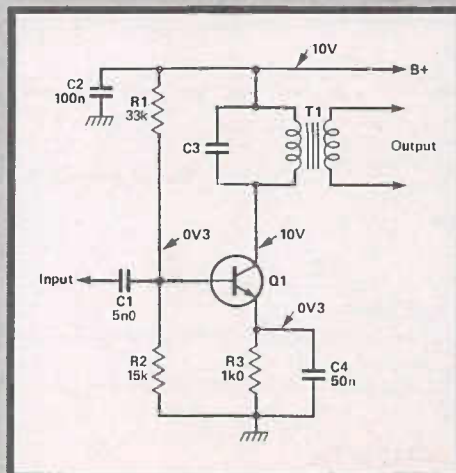 10V
B+
C2
100n
R1
33k
T1
C3
Output
0V3
10V
Input
Q1
C1
5n0
0V3
R2
15k
R3
1k0
C4
50n